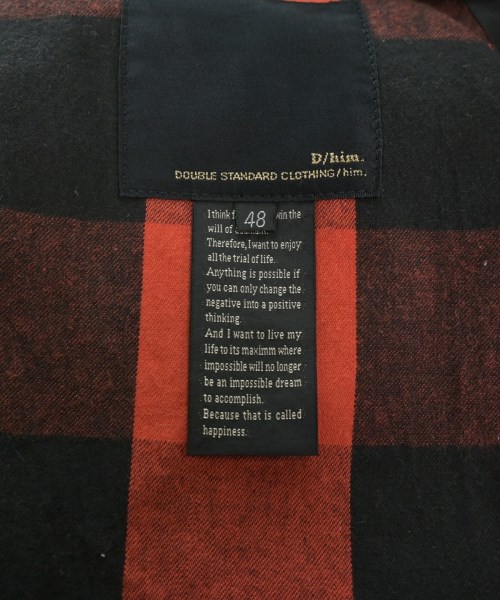 D/him.
DOUBLE STANDARD CLOTHING/him.
48
I think win the
will of
Therefore, I want to enjoy
all the trial of life.
Anything is possible if
you can only change the
negative into a positive
thinking.
And I want to live my
life to its maximm where
impossible will no longer
be an impossible dream
to accomplish.
Because that is called
happiness.